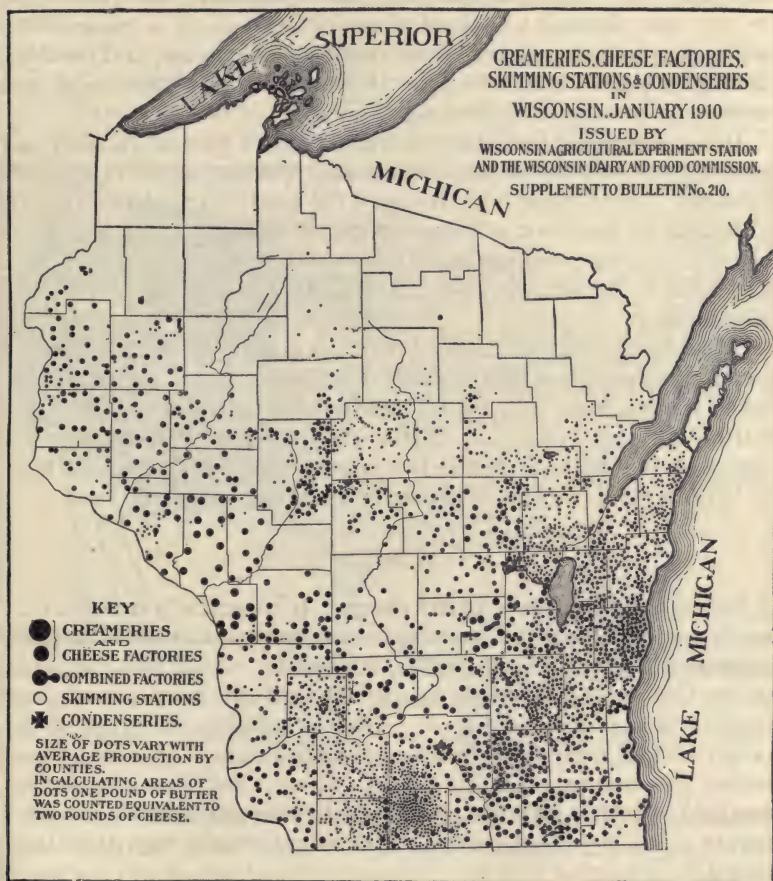 LAKE SUPERIOR
CREAMERIES, CHEESE FACTORIES,
SKIMMING STATIONS & CONDENSERIES
IN
WISCONSIN, JANUARY 1910
ISSUED BY
WISCONSIN AGRICULTURAL EXPERIMENT STATION
AND THE WISCONSIN DAIRY AND FOOD COMMISSION.
SUPPLEMENT TO BULLETIN No. 210.
MICHIGAN
LAKE MICHIGAN
KEY
CREAMERIES
AND
CHEESE FACTORIES
COMBINED FACTORIES
SKIMMING STATIONS
CONDENSERIES.
SIZE OF DOTS VARY WITH
AVERAGE PRODUCTION BY
COUNTIES.
IN CALCULATING AREAS OF
DOTS ONE POUND OF BUTTER
WAS COUNTED EQUIVALENT TO
TWO POUNDS OF CHEESE.